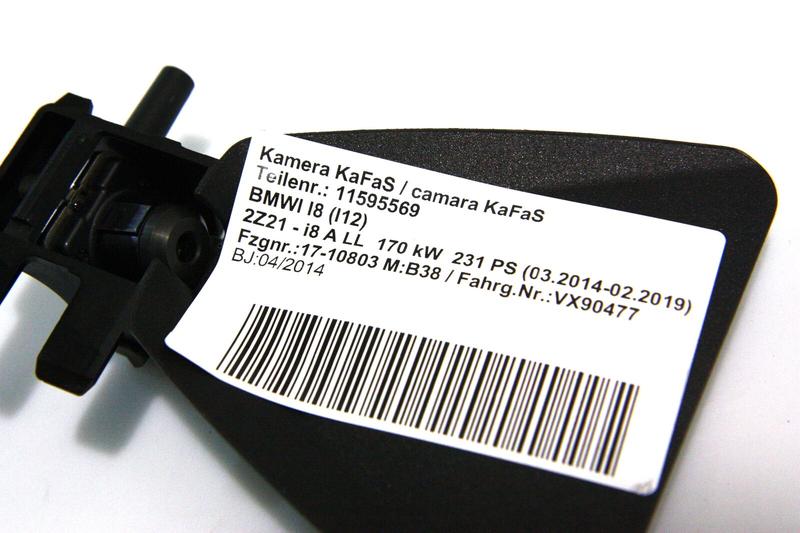 Kamera KaFaS / camara KaFaS
Teilenr.: 11595569
BMWI I8 (I12)
2Z21 - i8 A LL 170 kW 231 PS (03.2014-02.2019)
Fzgnr.:17-10803 M:B38 / Fahrg.Nr.:VX90477
BJ:04/2014